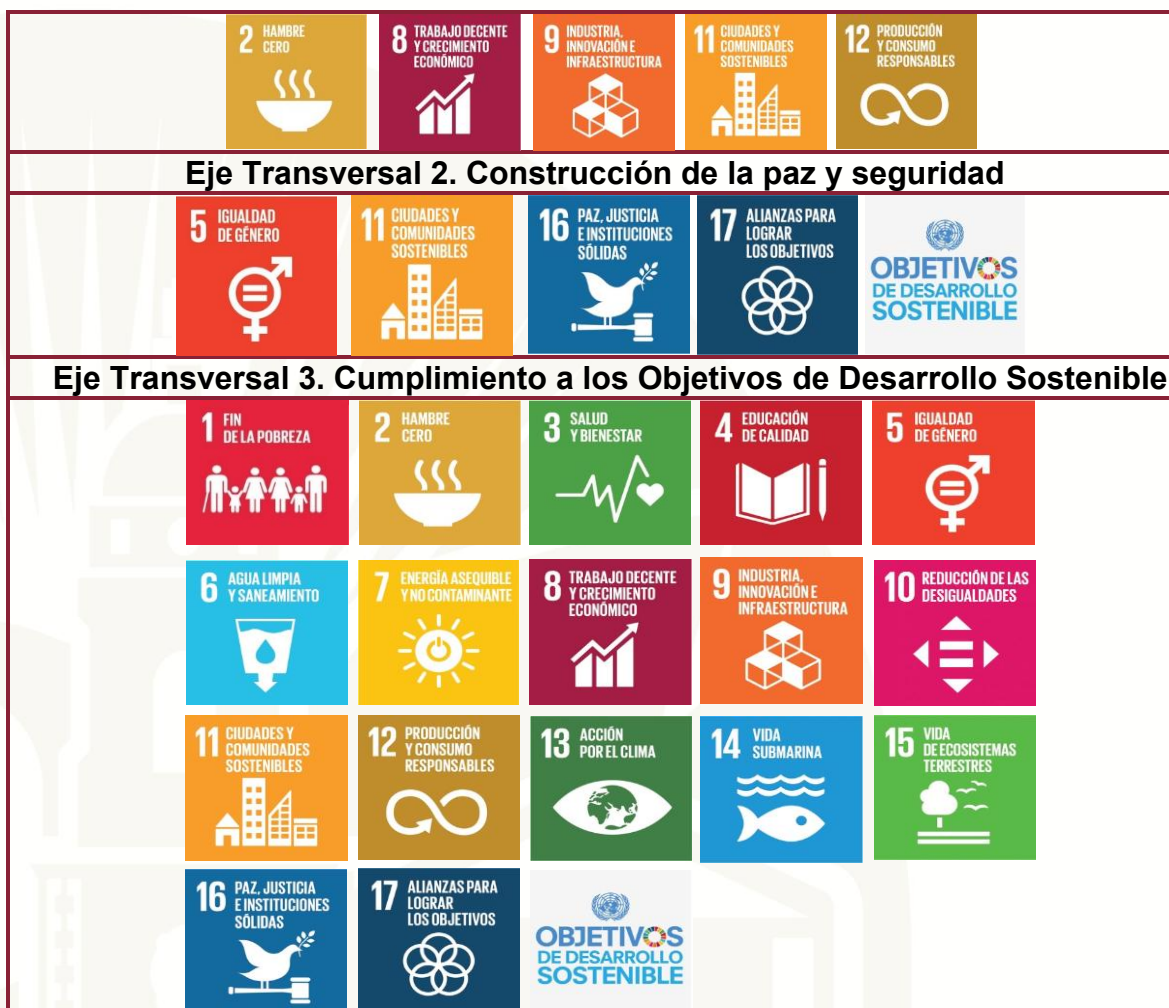 2 HAMBRE
CERO
8 TRABAJO DECENTE
Y CRECIMIENTO
ECONÓMICO
9 INDUSTRIA,
INNOVACIÓN E
INFRAESTRUCTURA
11 CIUDADES Y
COMUNIDADES
SOSTENIBLES
12 PRODUCCIÓN
Y CONSUMO
RESPONSABLES
Eje Transversal 2. Construcción de la paz y seguridad
5 IGUALDAD
DE GÉNERO
11 CIUDADES Y
COMUNIDADES
SOSTENIBLES
16 PAZ, JUSTICIA
E INSTITUCIONES
SÓLIDAS
17 ALIANZAS PARA
LOGRAR
LOS OBJETIVOS
OBJETIVOS
DE DESARROLLO
SOSTENIBLE
Eje Transversal 3. Cumplimiento a los Objetivos de Desarrollo Sostenible
1 FIN
DE LA POBREZA
2 HAMBRE
CERO
3 SALUD
Y BIENESTAR
4 EDUCACIÓN
DE CALIDAD
5 IGUALDAD
DE GÉNERO
6 AGUA LIMPIA
Y SANEAMIENTO
7 ENERGÍA ASEQUIBLE
Y NO CONTAMINANTE
8 TRABAJO DECENTE
Y CRECIMIENTO
ECONÓMICO
9 INDUSTRIA,
INNOVACIÓN E
INFRAESTRUCTURA
10 REDUCCIÓN DE LAS
DESIGUALDADES
11 CIUDADES Y
COMUNIDADES
SOSTENIBLES
12 PRODUCCIÓN
Y CONSUMO
RESPONSABLES
13 ACCIÓN
POR EL CLIMA
14 VIDA
SUBMARINA
15 VIDA
DE ECOSISTEMAS
TERRESTRES
16 PAZ, JUSTICIA
E INSTITUCIONES
SÓLIDAS
17 ALIANZAS PARA
LOGRAR
LOS OBJETIVOS
OBJETIVOS
DE DESARROLLO
SOSTENIBLE